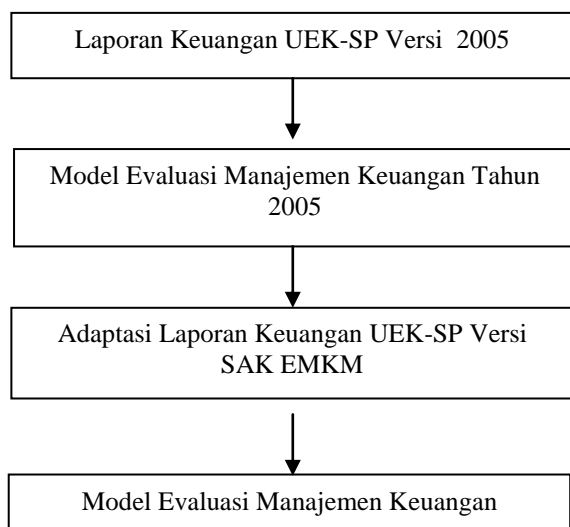 Laporan Keuangan UEK-SP Versi 2005
Model Evaluasi Manajemen Keuangan Tahun
2005
Adaptasi Laporan Keuangan UEK-SP Versi
SAK EMKM
Model Evaluasi Manajemen Keuangan